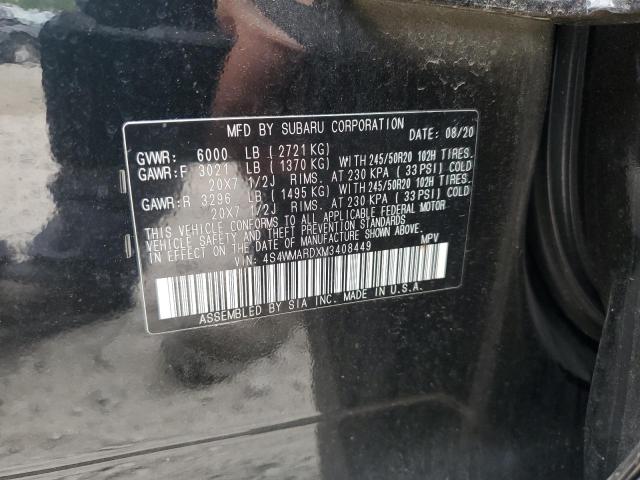 MFD BY SUBARU CORPORATION DATE: 08/20
GVWR: 6000 LB (2721 KG)
GAWR:F 3021 LB (1370 KG) WITH 245/50R20 102H TIRES.
20X7 1/2J RIMS. AT 230 KPA (33 PSI) COLD
GAWR:R 3296 LB (1495 KG) WITH 245/50R20 102H TIRES.
20X7 1/2J RIMS. AT 230 KPA (33 PSI) COLD
THIS VEHICLE CONFORMS TO ALL APPLICABLE FEDERAL MOTOR
VEHICLE SAFETY AND THEFT PREVENTION STANDARDS
IN EFFECT ON THE DATE OF MANUFACTURE SHOWN ABOVE.
VIN: 4S4WMARDXM3408449 MPV
ASSEMBLED BY SIA INC. MADE IN U.S.A.